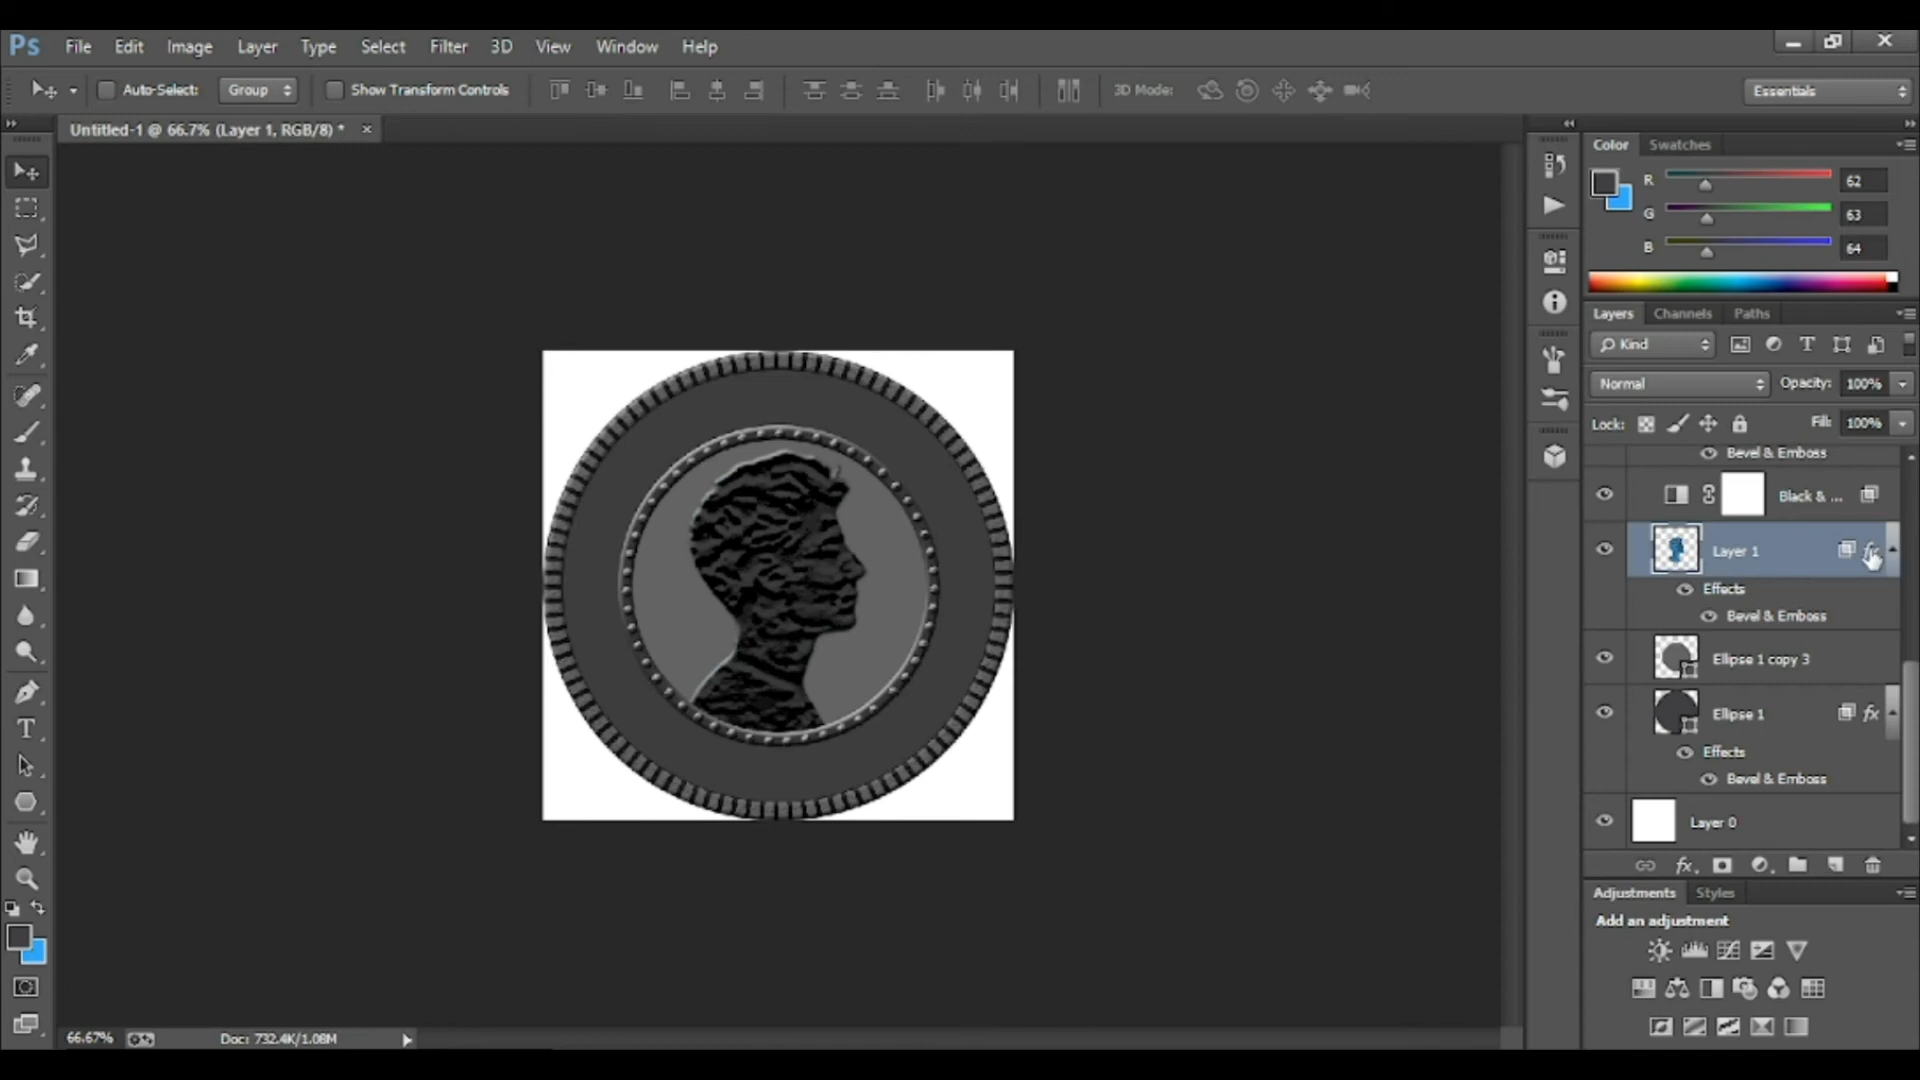 Ps File Edit Image Layer Type Select Filter 3D View Window Help
Auto-Select: Group Show Transform Controls 3D Mode: Essentials
Untitled-1 @ 66.7% (Layer 1, RGB/8) *
Color Swatches
R 62
G 63
B 64
Layers Channels Paths
Kind
Normal Opacity: 100%
Lock: Fill: 100%
Bevel & Emboss
Black & ...
Layer 1 fx
Effects
Bevel & Emboss
Ellipse 1 copy 3
Ellipse 1 fx
Effects
Bevel & Emboss
Layer 0
fx
Adjustments Styles
Add an adjustment
66.67% Doc: 732.4K/1.08M